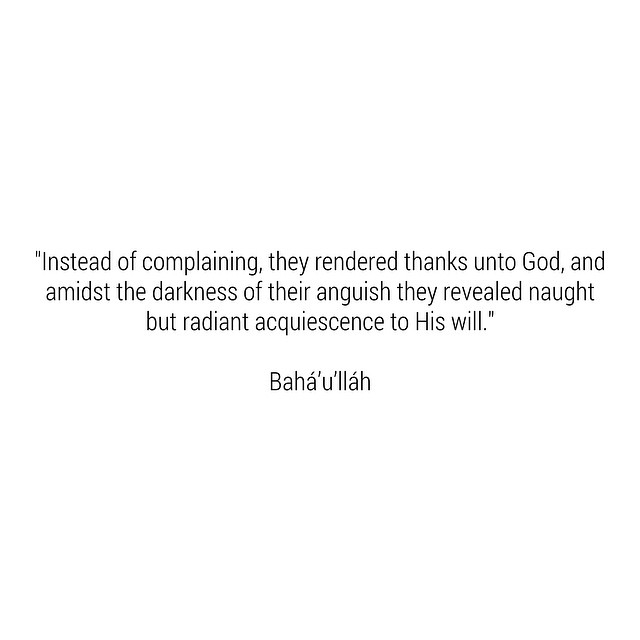 "Instead of complaining, they rendered thanks unto God, and
amidst the darkness of their anguish they revealed naught
but radiant acquiescence to His will."
Bahá’u’lláh